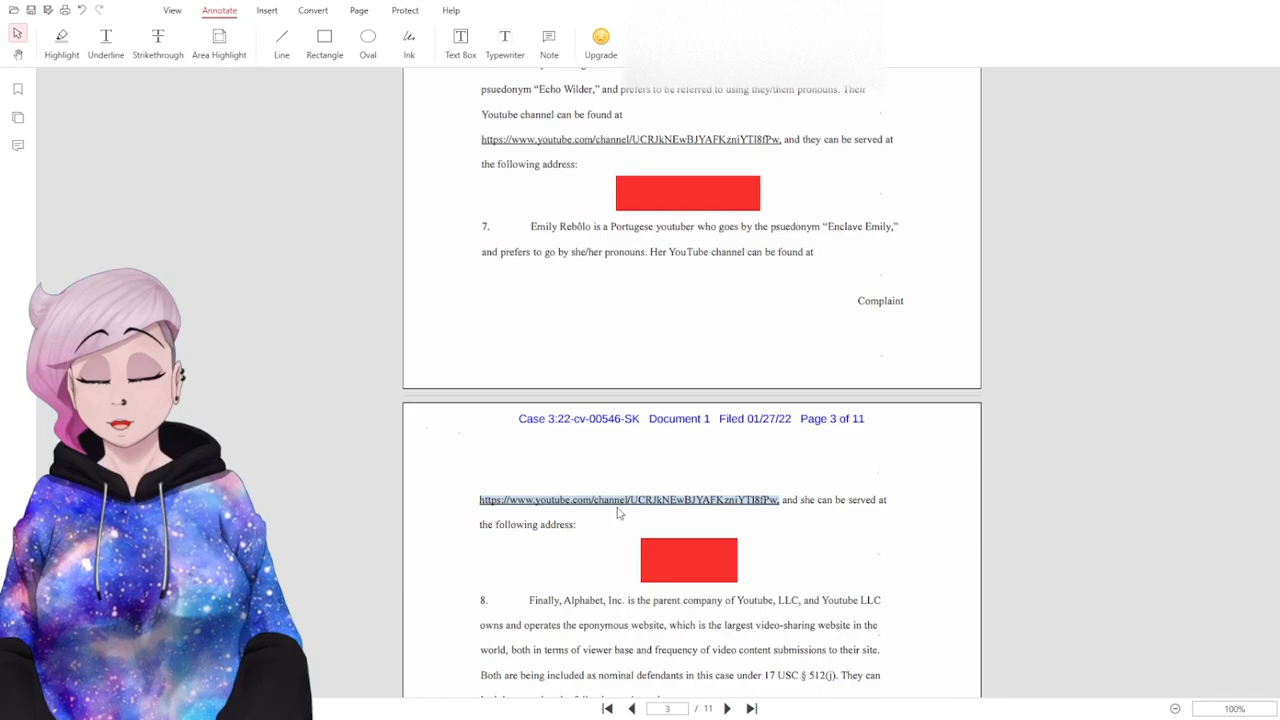 View Annotate Insert Convert Page Protect Help
Highlight Underline Strikethrough Area Highlight Line Rectangle Oval Ink Text Box Typewriter Note Upgrade
psuedonym “Echo Wilder,” and prefers to be referred to using they/them pronouns. Their
Youtube channel can be found at
https://www.youtube.com/channel/UCRJkNEwBJYAFKzniYTI8fPw, and they can be served at
the following address:
7. Emily Rebôlo is a Portugese youtuber who goes by the psuedonym “Enclave Emily,”
and prefers to go by she/her pronouns. Her YouTube channel can be found at
Complaint
Case 3:22-cv-00546-SK Document 1 Filed 01/27/22 Page 3 of 11
https://www.youtube.com/channel/UCRJkNEwBJYAFKzniYTI8fPw, and she can be served at
the following address:
8. Finally, Alphabet, Inc. is the parent company of Youtube, LLC, and Youtube LLC
owns and operates the eponymous website, which is the largest video-sharing website in the
world, both in terms of viewer base and frequency of video content submissions to their site.
Both are being included as nominal defendants in this case under 17 USC § 512(j). They can
3 / 11 100%